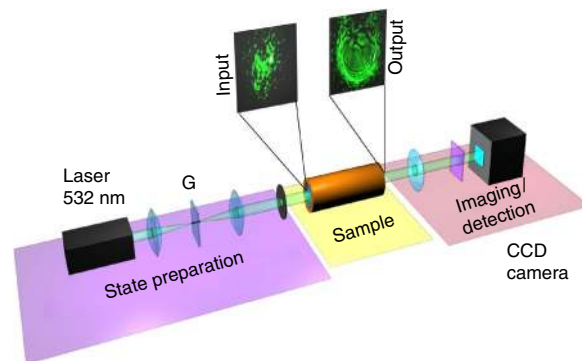 Input
Output
Laser
532 nm
G
State preparation
Sample
Imaging/
detection
CCD
camera